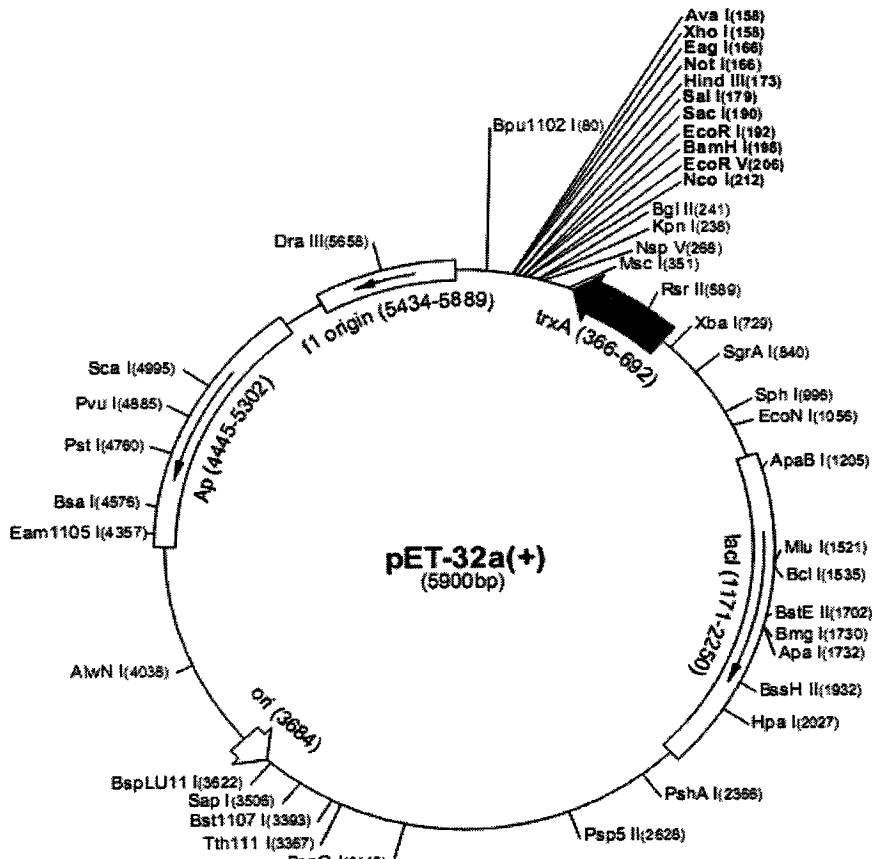 Ava I(158)
Xho I(158)
Eag I(166)
Not I(166)
Hind III(173)
Sal I(179)
Sac I(190)
EcoR I(192)
BamH I(198)
EcoR V(206)
Nco I(212)
Bpu1102 I(80)
Bgl II(241)
Kpn I(238)
Nsp V(268)
Msc I(351)
Rsr II(589)
Xba I(729)
SgrA I(840)
Sph I(996)
EcoN I(1056)
ApaB I(1205)
Mlu I(1521)
Bcl I(1535)
BstE II(1702)
Bmg I(1730)
Apa I(1732)
BssH II(1932)
Hpa I(2027)
PshA I(2366)
Psp5 II(2628)
Tth111 I(3367)
Bst1107 I(3393)
Sap I(3506)
BspLU11 I(3622)
AlwN I(4038)
Eam1105 I(4357)
Bsa I(4576)
Pst I(4760)
Pvu I(4885)
Sca I(4995)
Dra III(5658)
f1 origin (5434-5889)
trxA (366-692)
Ap (4445-5302)
lacI (1171-2250)
ori (3684)
pET-32a(+)
(5900bp)